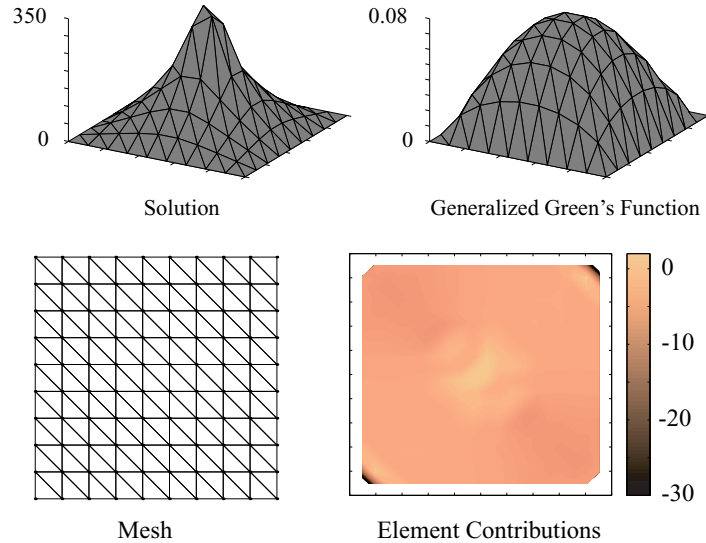 350
0
Solution
0.08
0
Generalized Green's Function
Mesh
0
-10
-20
-30
Element Contributions